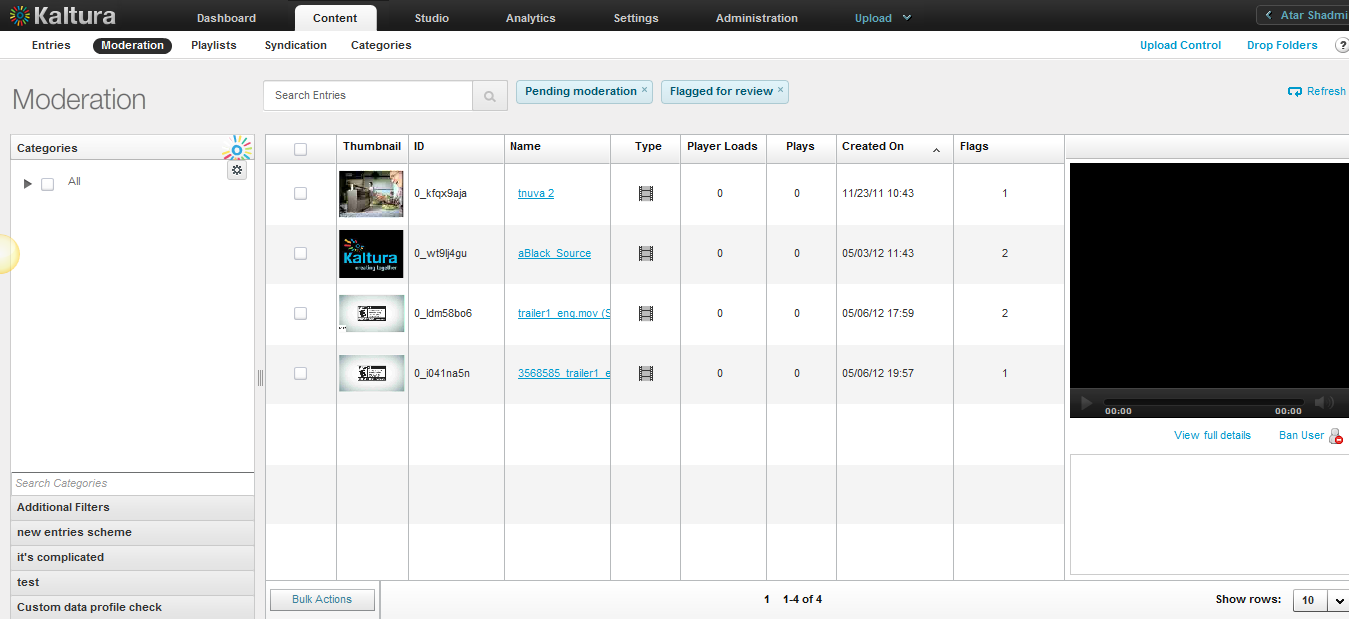 Kaltura
Dashboard Content Studio Analytics Settings Administration Upload Atar Shadmi
Entries Moderation Playlists Syndication Categories Upload Control Drop Folders ?
Moderation
Search Entries Pending moderation × Flagged for review × Refresh
Categories
All
Search Categories
Additional Filters
new entries scheme
it's complicated
test
Custom data profile check
Thumbnail ID Name Type Player Loads Plays Created On Flags
0_kfqx9aja tnuva 2 0 0 11/23/11 10:43 1
Kaltura
creating together
0_wt9lj4gu aBlack_Source 0 0 05/03/12 11:43 2
0_ldm58bo6 trailer1_eng.mov (S 0 0 05/06/12 17:59 2
0_i041na5n 3568585_trailer1_e 0 0 05/06/12 19:57 1
00:00 00:00
View full details Ban User
Bulk Actions 1 1-4 of 4 Show rows: 10